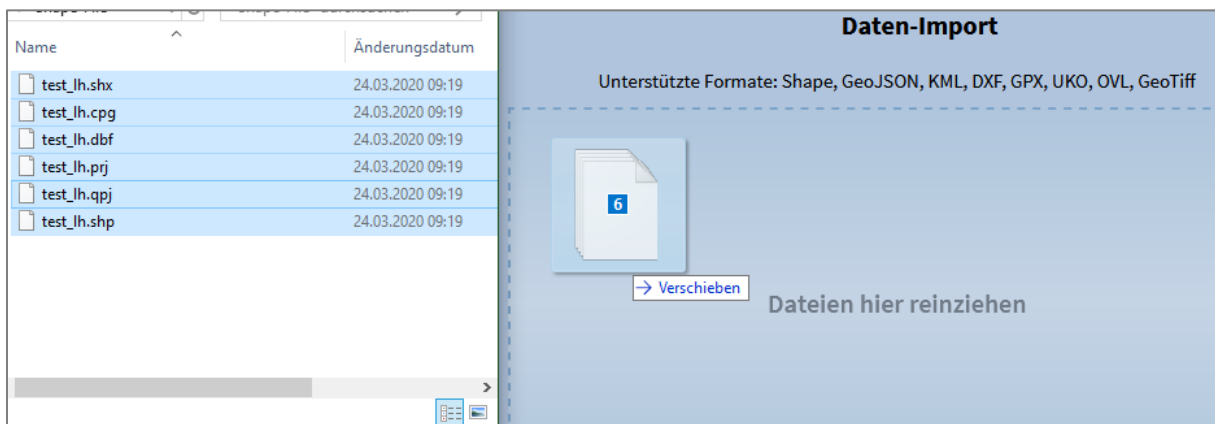 Name
Änderungsdatum
test_lh.shx 24.03.2020 09:19
test_lh.cpg 24.03.2020 09:19
test_lh.dbf 24.03.2020 09:19
test_lh.prj 24.03.2020 09:19
test_lh.qpj 24.03.2020 09:19
test_lh.shp 24.03.2020 09:19
Daten-Import
Unterstützte Formate: Shape, GeoJSON, KML, DXF, GPX, UKO, OVL, GeoTiff
6
Verschieben
Dateien hier reinziehen